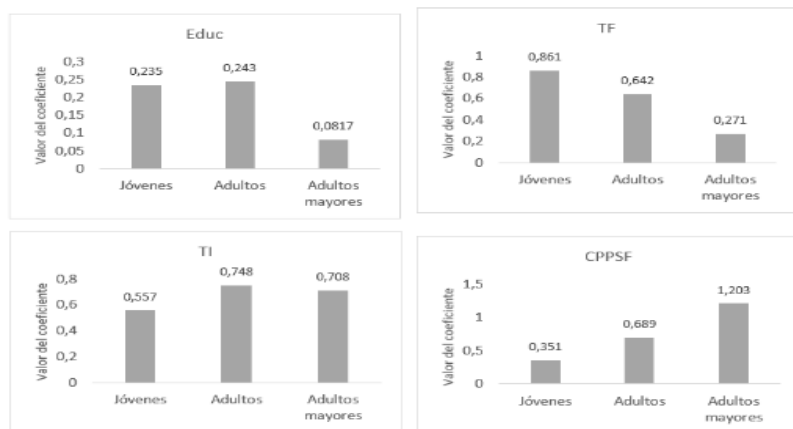 Educ
Valor del coeficiente
0,3
0,25
0,2
0,15
0,1
0,05
0
0,235
0,243
0,0817
Jóvenes
Adultos
Adultos
mayores
TF
Valor del coeficiente
1
0,8
0,6
0,4
0,2
0
0,861
0,642
0,271
Jóvenes
Adultos
Adultos
mayores
TI
Valor del coeficiente
0,8
0,6
0,4
0,2
0
0,557
0,748
0,708
Jóvenes
Adultos
Adultos
mayores
CPPSF
Valor del coeficiente
1,5
1
0,5
0
0,351
0,689
1,203
Jóvenes
Adultos
Adultos
mayores